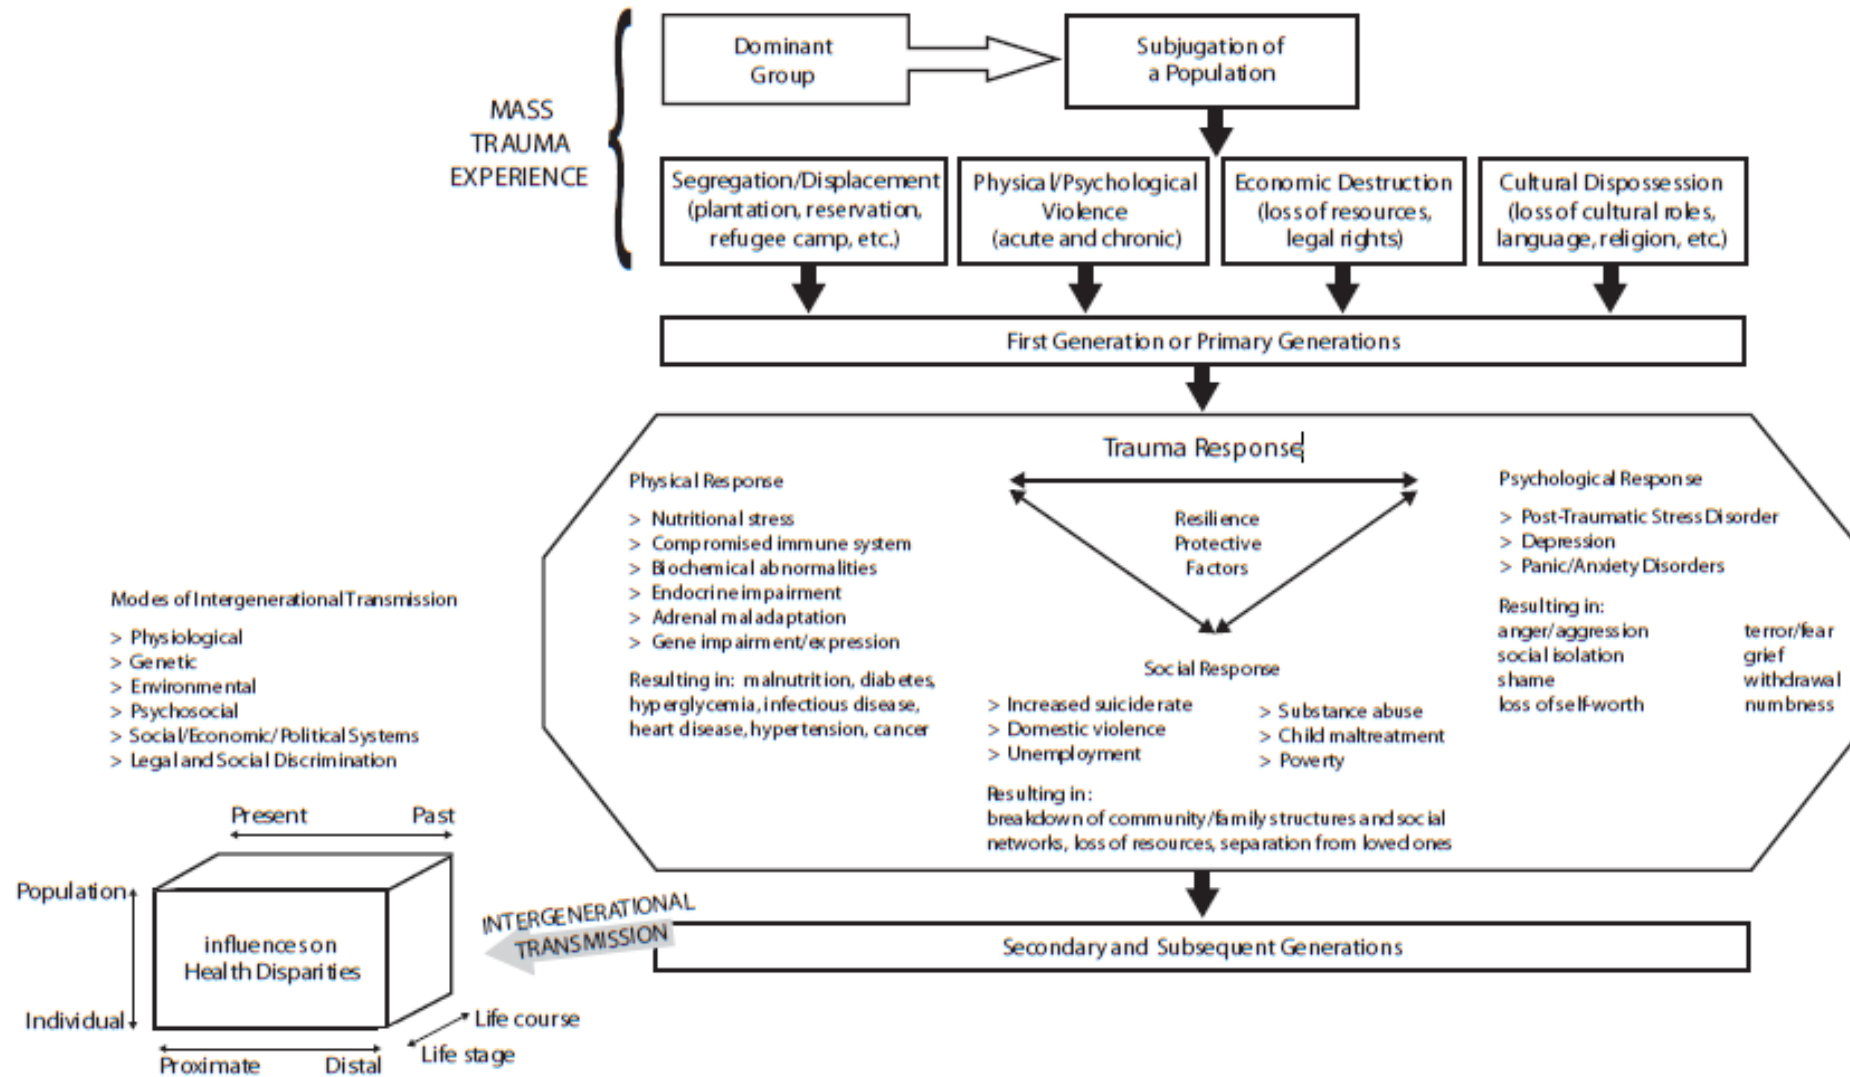 MASS
TRAUMA
EXPERIENCE
Dominant
Group
Subjugation of
a Population
Segregation/Displacement
(plantation, reservation,
refugee camp, etc.)
Physical/Psychological
Violence
(acute and chronic)
Economic Destruction
(loss of resources,
legal rights)
Cultural Dispossession
(loss of cultural roles,
language, religion, etc.)
First Generation or Primary Generations
Trauma Response
Physical Response
> Nutritional stress
> Compromised immune system
> Biochemical abnormalities
> Endocrine impairment
> Adrenal maladaptation
> Gene impairment/expression
Resulting in: malnutrition, diabetes,
hyperglycemia, infectious disease,
heart disease, hypertension, cancer
Resilience
Protective
Factors
Psychological Response
> Post-Traumatic Stress Disorder
> Depression
> Panic/Anxiety Disorders
Resulting in:
anger/aggression
social isolation
shame
loss of self-worth
terror/fear
grief
withdrawal
numbness
Social Response
> Increased suicide rate
> Domestic violence
> Unemployment
> Substance abuse
> Child maltreatment
> Poverty
Resulting in:
breakdown of community/family structures and social
networks, loss of resources, separation from loved ones
Secondary and Subsequent Generations
INTERGENERATIONAL
TRANSMISSION
Modes of Intergenerational Transmission
> Physiological
> Genetic
> Environmental
> Psychosocial
> Social/Economic/Political Systems
> Legal and Social Discrimination
Present
Past
Population
Individual
influences on
Health Disparities
Proximate
Distal
Life course
Life stage